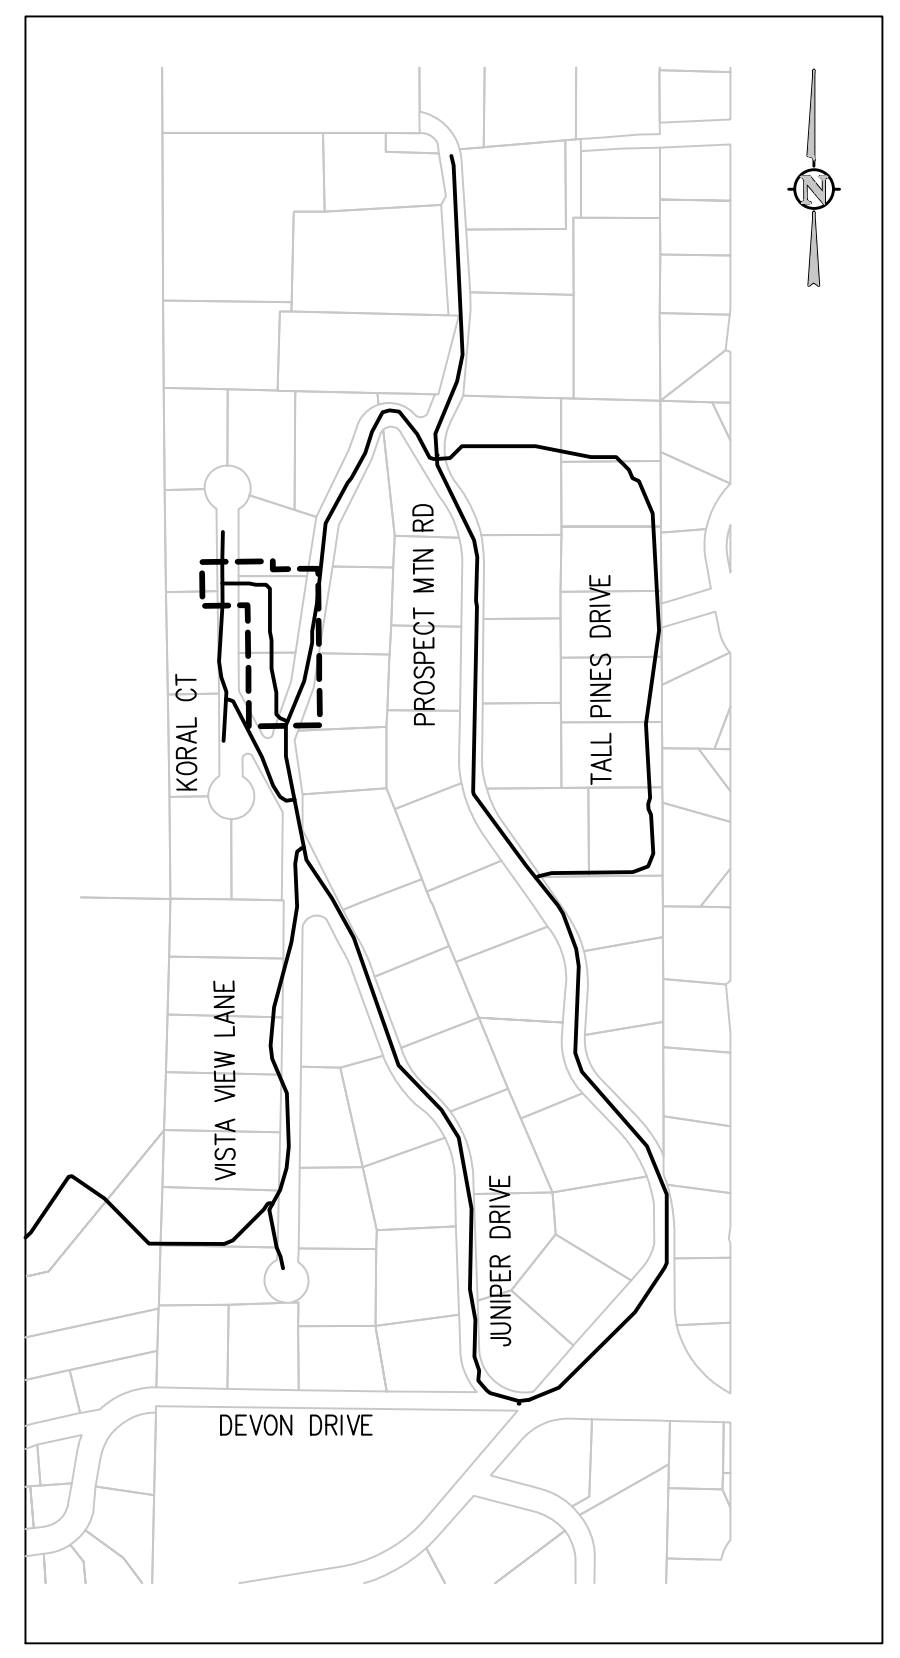 N
PROSPECT MTN RD
TALL PINES DRIVE
KORAL CT
VISTA VIEW LANE
JUNIPER DRIVE
DEVON DRIVE